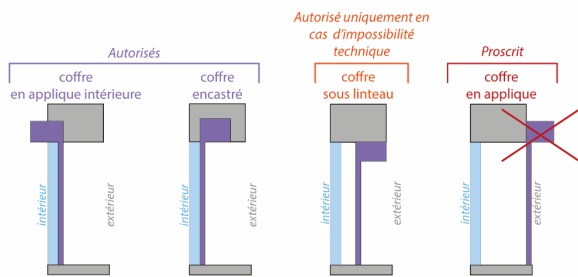 Autorisés
Autorisé uniquement en
cas d'impossibilité
technique
Proscrit
coffre
en applique intérieure
coffre
encastré
coffre
sous linteau
coffre
en applique
intérieur
extérieur
intérieur
extérieur
intérieur
extérieur
intérieur
extérieur